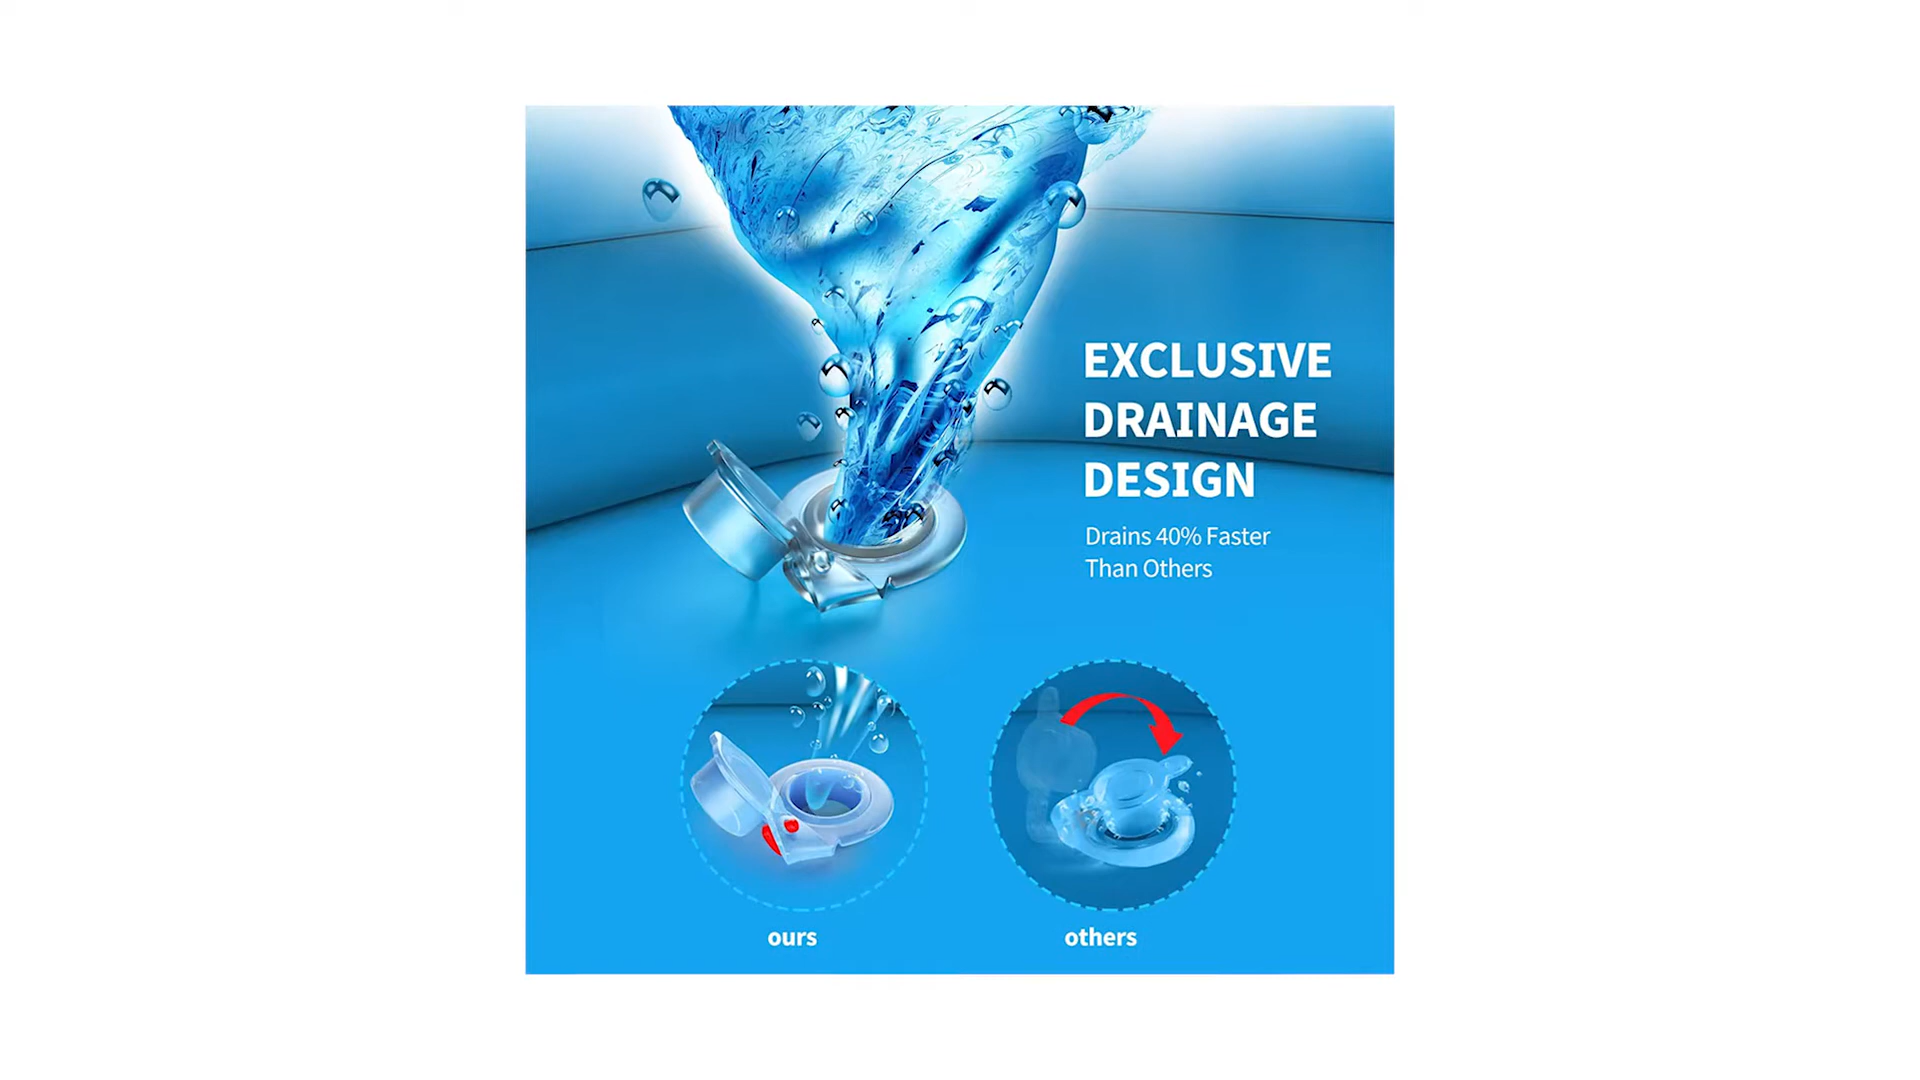 EXCLUSIVE
DRAINAGE
DESIGN
Drains 40% Faster
Than Others
ours
others